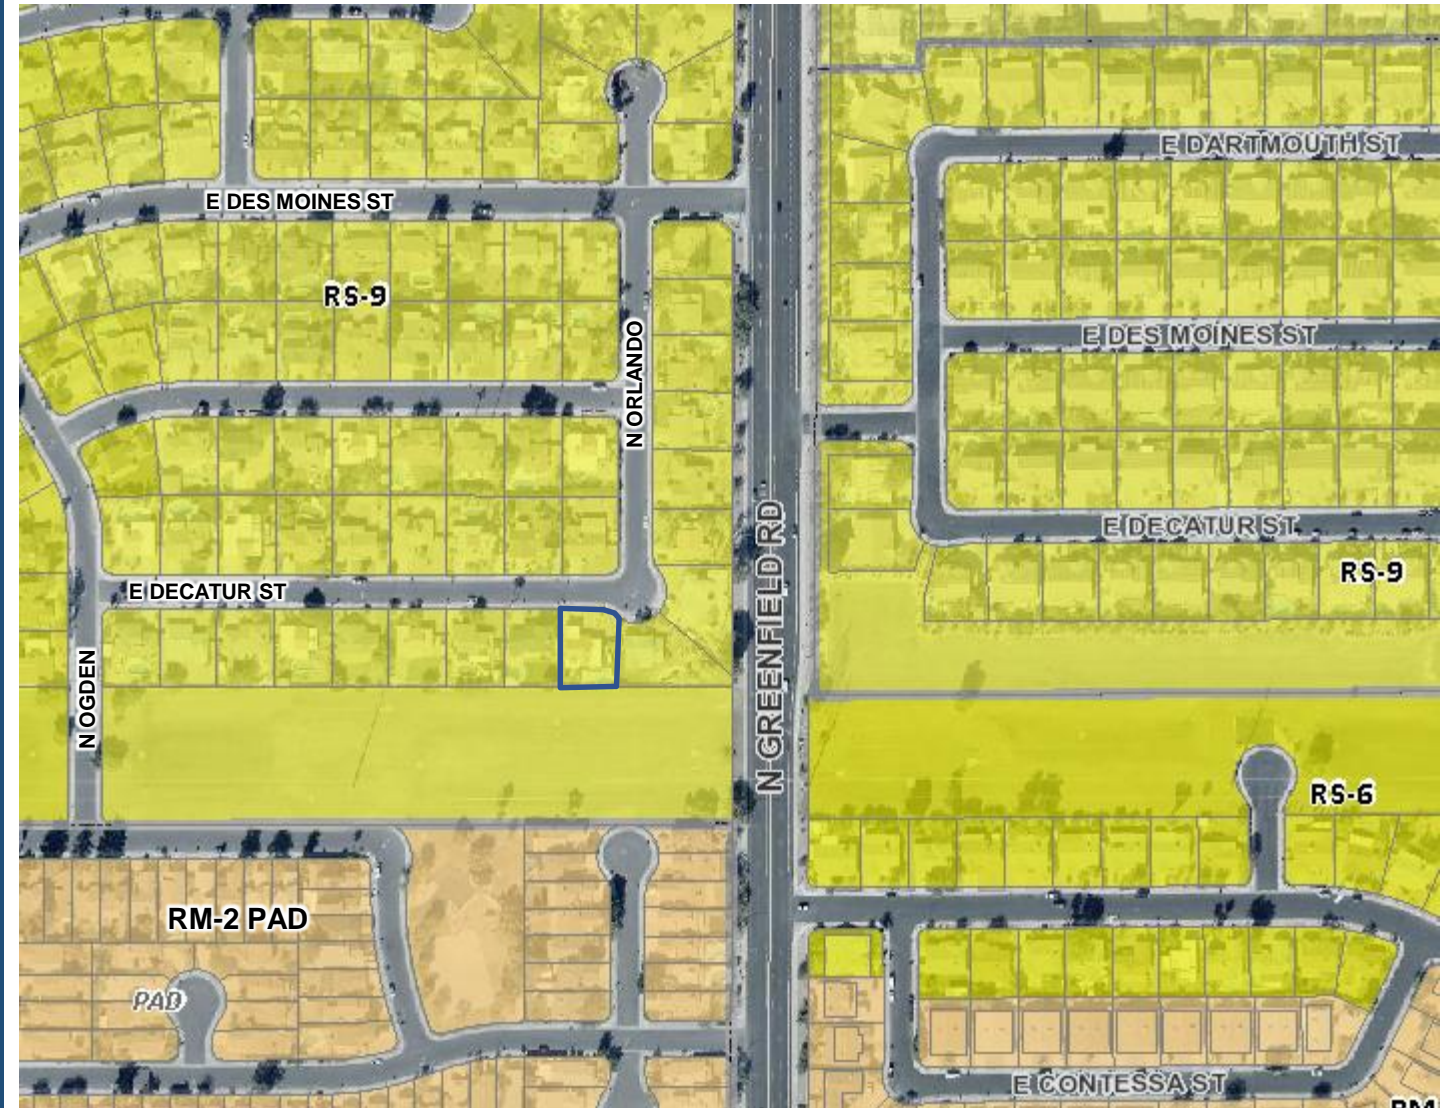 E DARTMOUTH ST
E DES MOINES ST
RS-9
E DES MOINES ST
N ORLANDO
E DECATUR ST
N GREENFIELD RD
RS-9
E DECATUR ST
N OGDEN
RS-6
RM-2 PAD
PAD
E CONTESSA ST